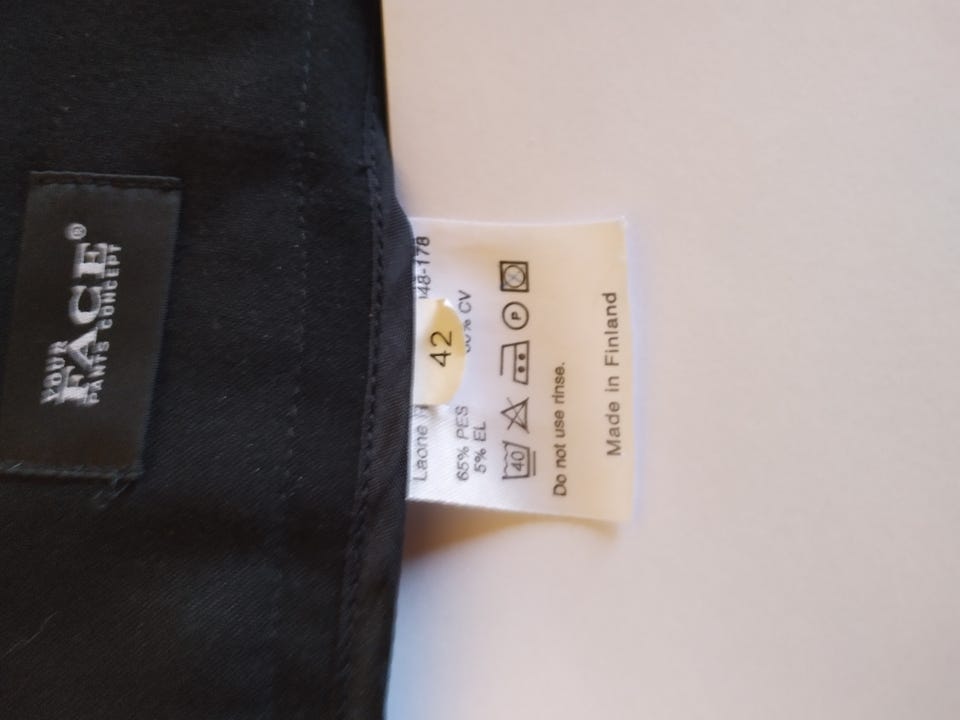 YOUR
FACE®
PANTS CONCEPT
Laone 148-178
42
65% PES 30% CV
5% EL
40 P
Do not use rinse.
Made in Finland